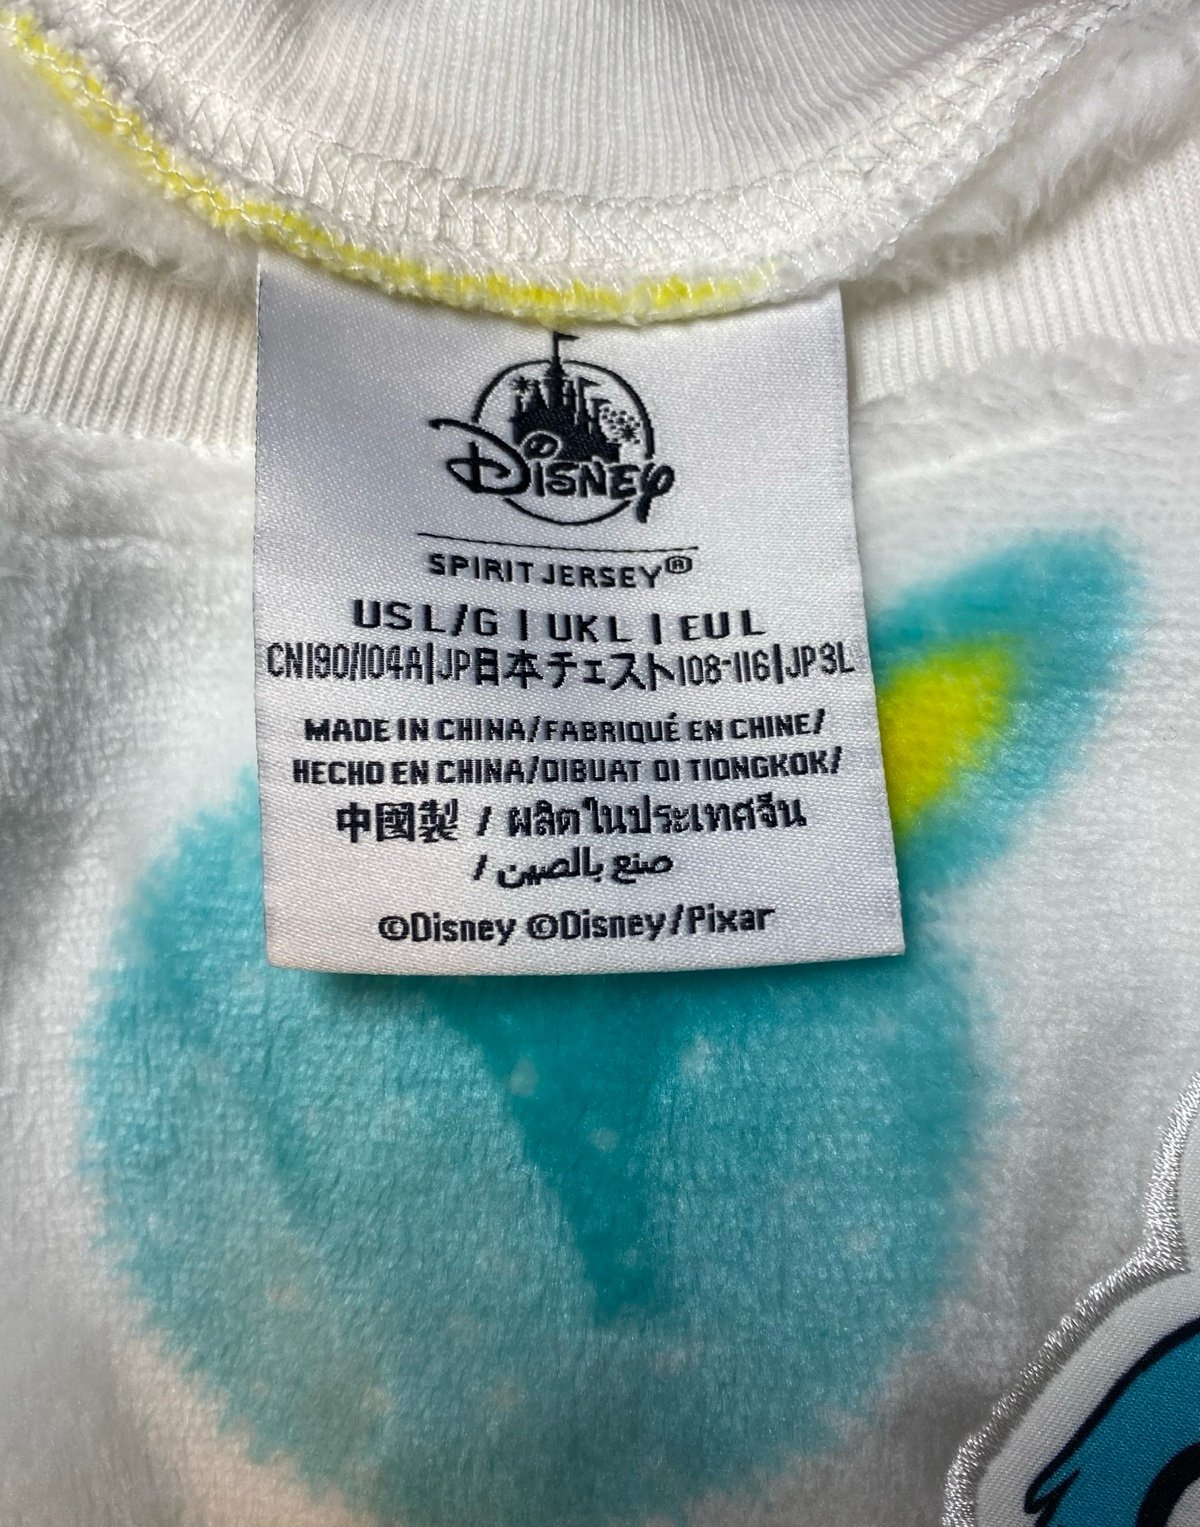 Disney
SPIRIT JERSEY®
US L/G | UK L | EU L
CN190/104A|JP日本チェスト108-116|JP3L
MADE IN CHINA/FABRIQUÉ EN CHINE/
HECHO EN CHINA/DIBUAT DI TIONGKOK/
中國製 / ผลิตในประเทศจีน
/ صنع بالصين
©Disney ©Disney/Pixar